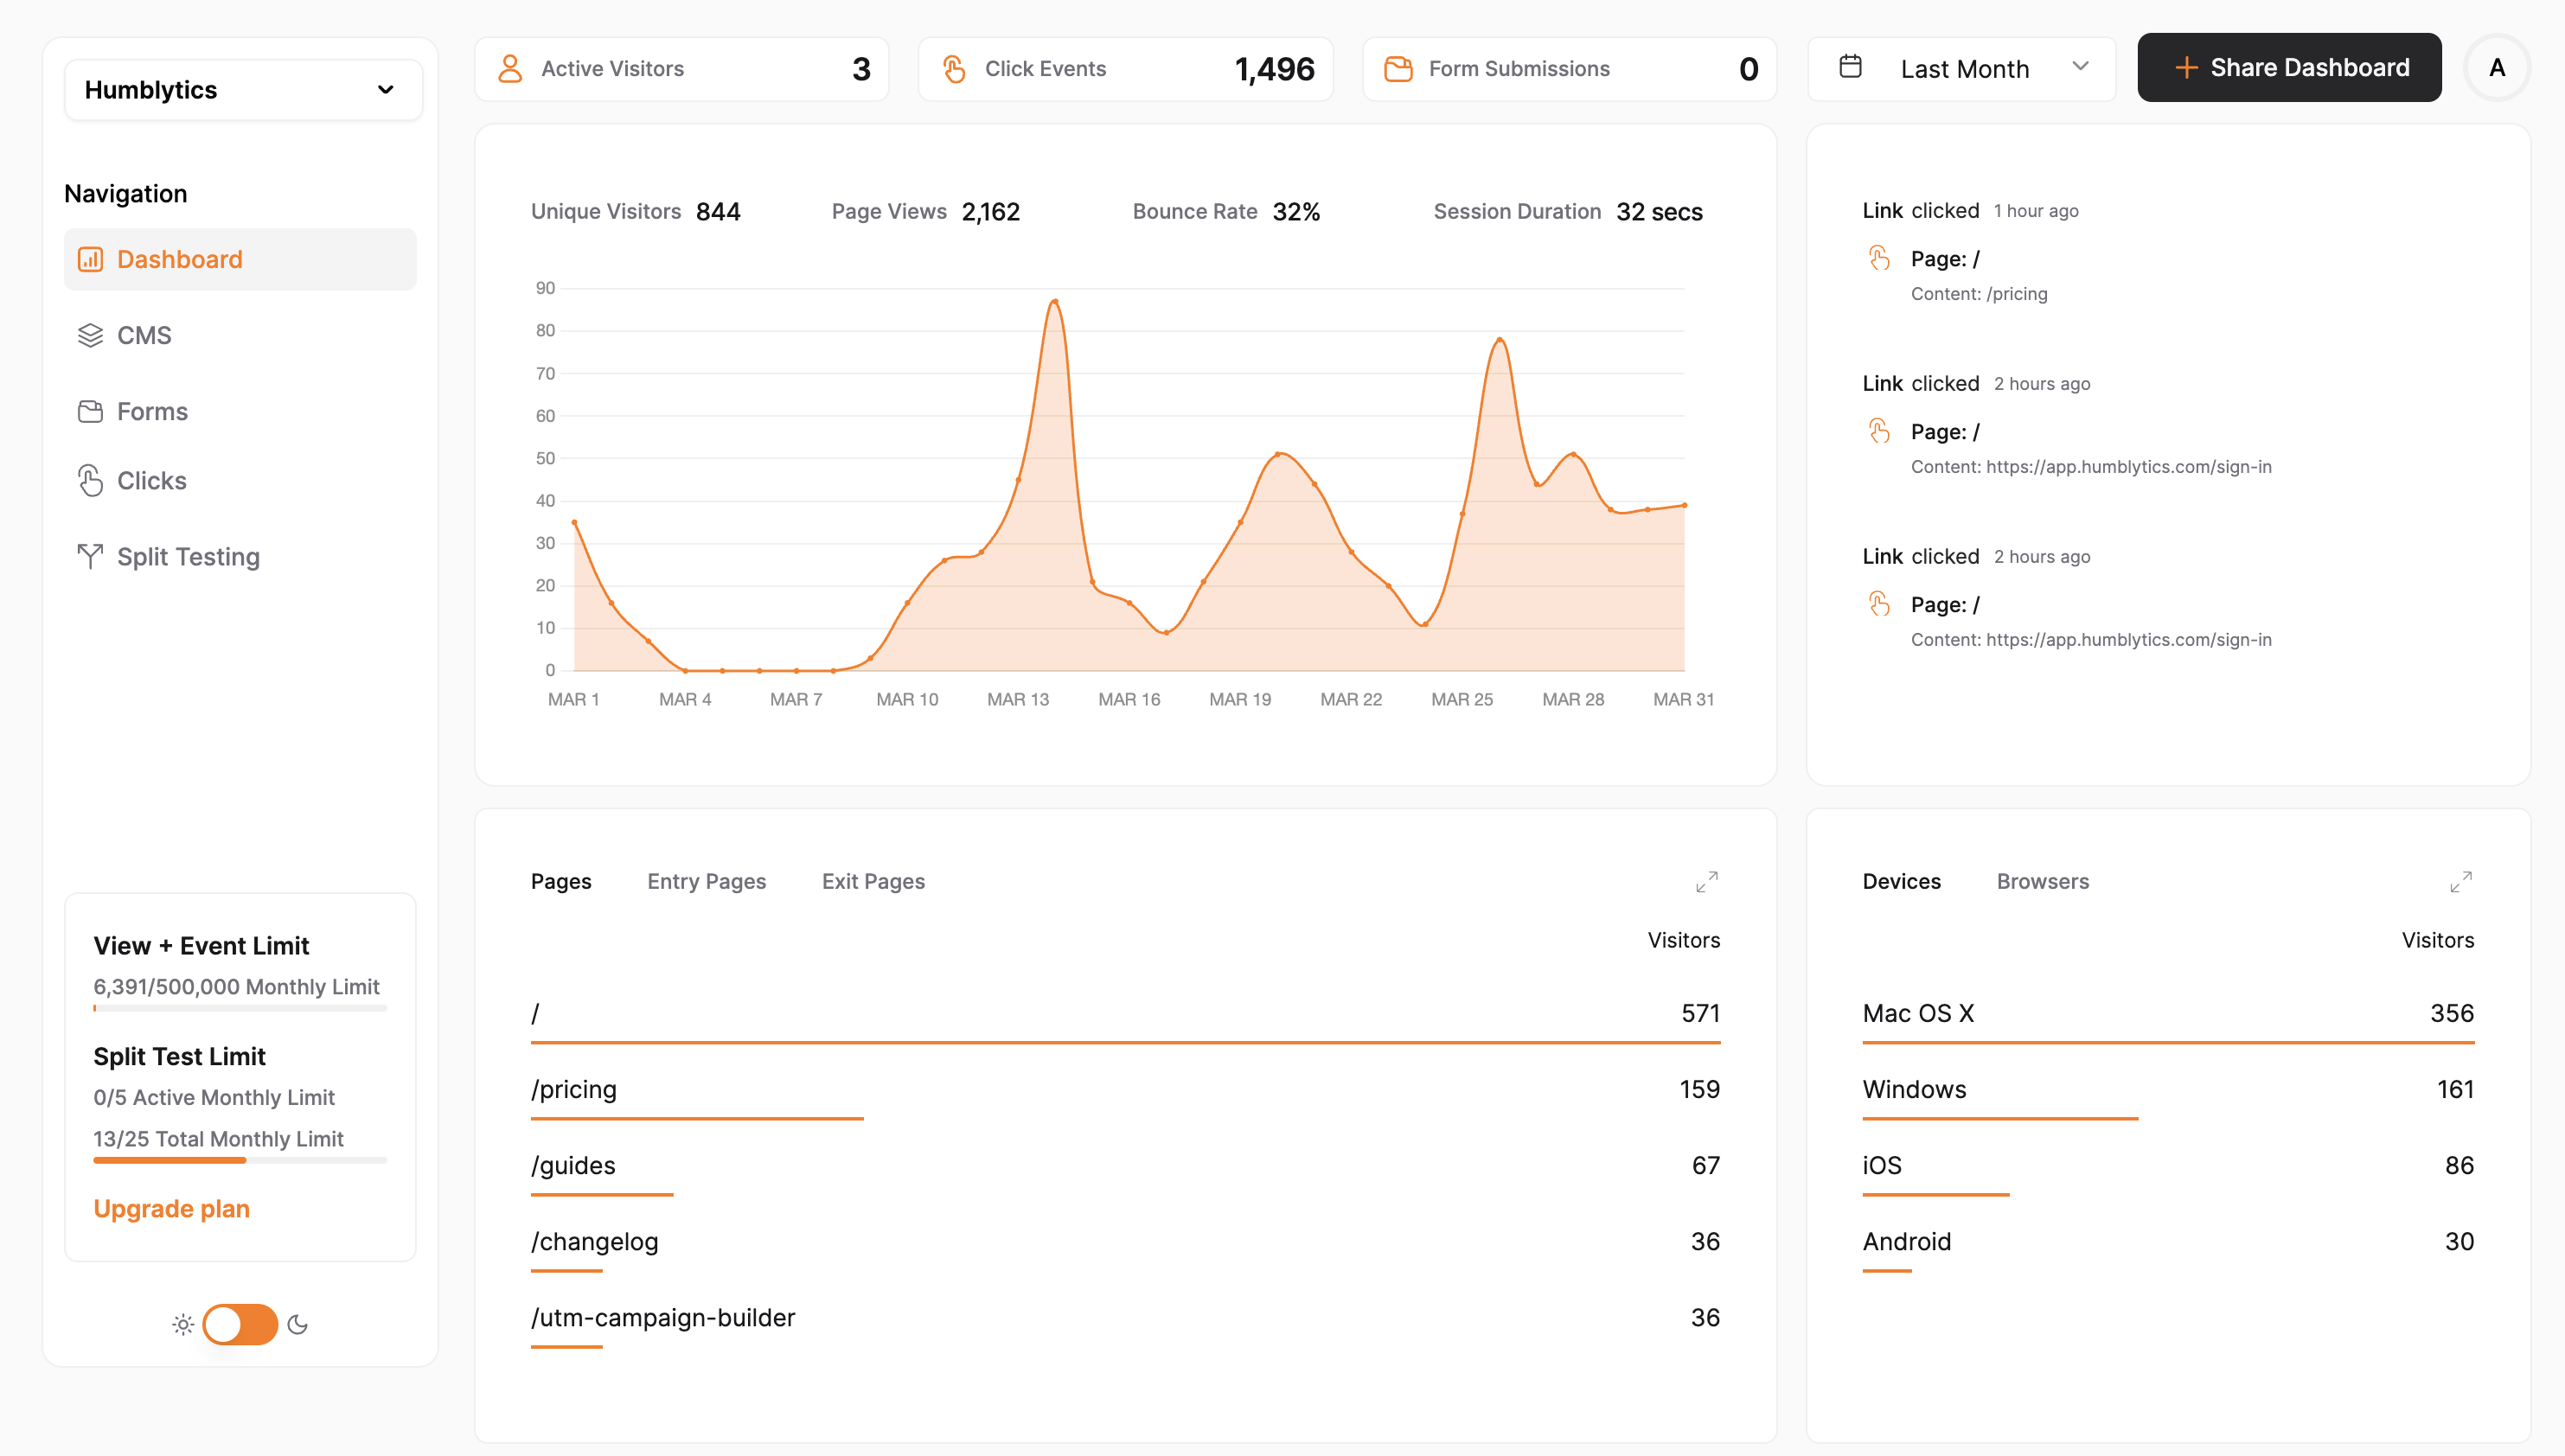 Humblytics
Navigation
Dashboard
CMS
Forms
Clicks
Split Testing
View + Event Limit
6,391/500,000 Monthly Limit
Split Test Limit
0/5 Active Monthly Limit
13/25 Total Monthly Limit
Upgrade plan
Active Visitors 3
Click Events 1,496
Form Submissions 0
Last Month
Share Dashboard
A
Unique Visitors 844
Page Views 2,162
Bounce Rate 32%
Session Duration 32 secs
90
80
70
60
50
40
30
20
10
0
MAR 1 MAR 4 MAR 7 MAR 10 MAR 13 MAR 16 MAR 19 MAR 22 MAR 25 MAR 28 MAR 31
Link clicked 1 hour ago
Page: /
Content: /pricing
Link clicked 2 hours ago
Page: /
Content: https://app.humblytics.com/sign-in
Link clicked 2 hours ago
Page: /
Content: https://app.humblytics.com/sign-in
Pages Entry Pages Exit Pages
Visitors
/ 571
/pricing 159
/guides 67
/changelog 36
/utm-campaign-builder 36
Devices Browsers
Visitors
Mac OS X 356
Windows 161
iOS 86
Android 30